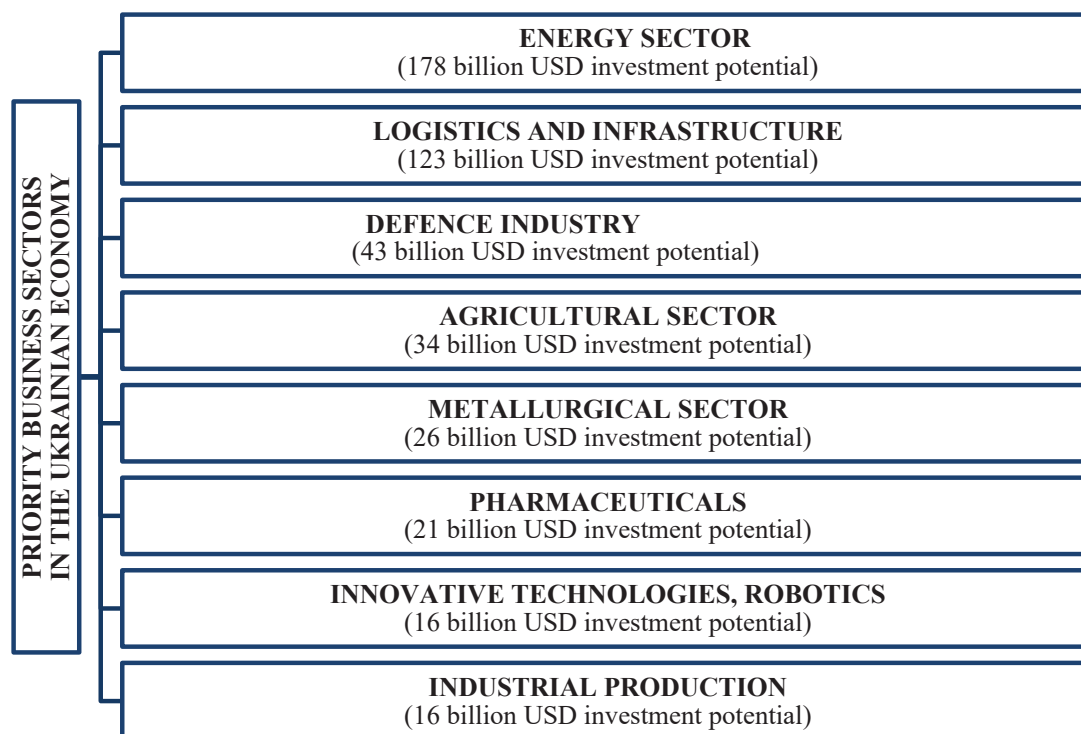 PRIORITY BUSINESS SECTORS
IN THE UKRAINIAN ECONOMY
ENERGY SECTOR
(178 billion USD investment potential)
LOGISTICS AND INFRASTRUCTURE
(123 billion USD investment potential)
DEFENCE INDUSTRY
(43 billion USD investment potential)
AGRICULTURAL SECTOR
(34 billion USD investment potential)
METALLURGICAL SECTOR
(26 billion USD investment potential)
PHARMACEUTICALS
(21 billion USD investment potential)
INNOVATIVE TECHNOLOGIES, ROBOTICS
(16 billion USD investment potential)
INDUSTRIAL PRODUCTION
(16 billion USD investment potential)